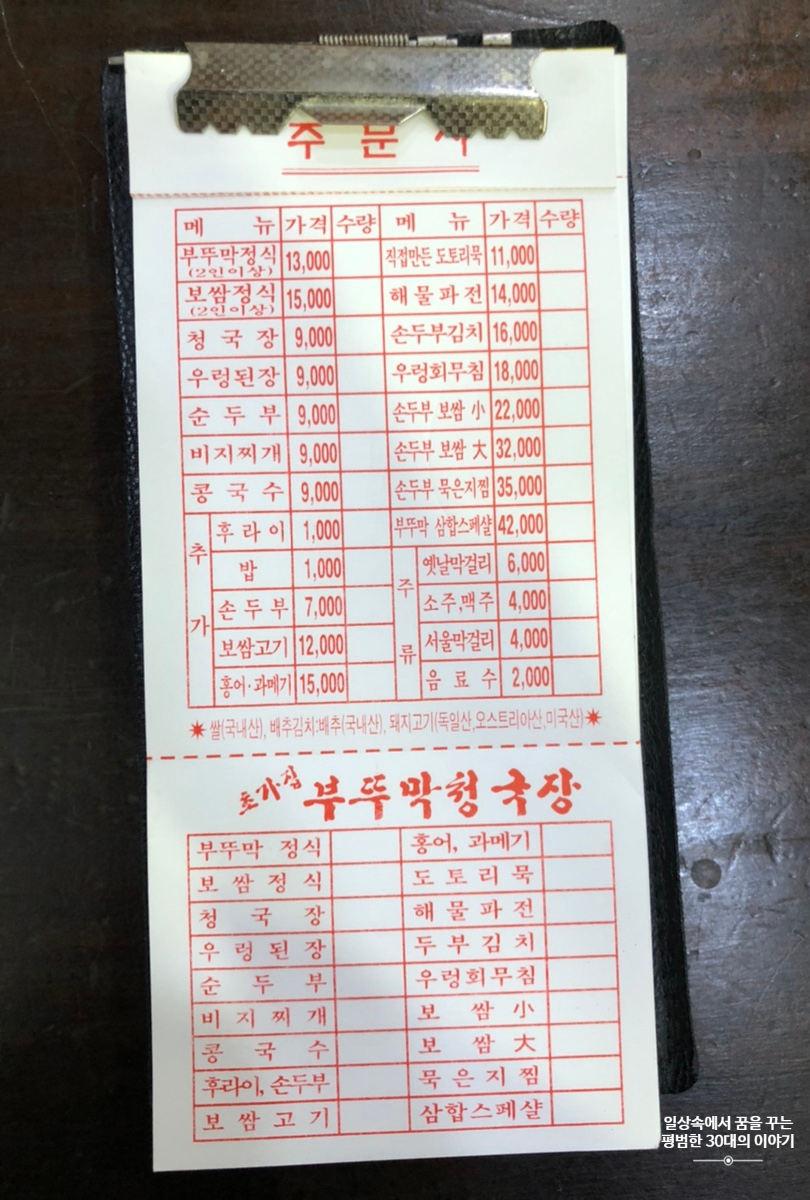 주 문 서
메 뉴 가격 수량 메 뉴 가격 수량
부뚜막정식 (2인이상) 13,000 직접만든 도토리묵 11,000
보쌈정식 (2인이상) 15,000 해물파전 14,000
청국장 9,000 손두부김치 16,000
우렁된장 9,000 우렁회무침 18,000
순두부 9,000 손두부 보쌈 小 22,000
비지찌개 9,000 손두부 보쌈 大 32,000
콩국수 9,000 손두부 묵은지찜 35,000
추가 후라이 1,000 부뚜막 삼합스페샬 42,000
밥 1,000 주류 옛날막걸리 6,000
손두부 7,000 소주,맥주 4,000
보쌈고기 12,000 서울막걸리 4,000
홍어·과메기 15,000 음료수 2,000
✷쌀(국내산), 배추김치:배추(국내산), 돼지고기(독일산,오스트리아산,미국산)✷
초가집 부뚜막청국장
부뚜막 정식 홍어, 과메기
보쌈정식 도토리묵
청국장 해물파전
우렁된장 두부김치
순두부 우렁회무침
비지찌개 보쌈 小
콩국수 보쌈 大
후라이, 손두부 묵은지찜
보쌈고기 삼합스페샬
일상속에서 꿈을 꾸는
평범한 30대의 이야기